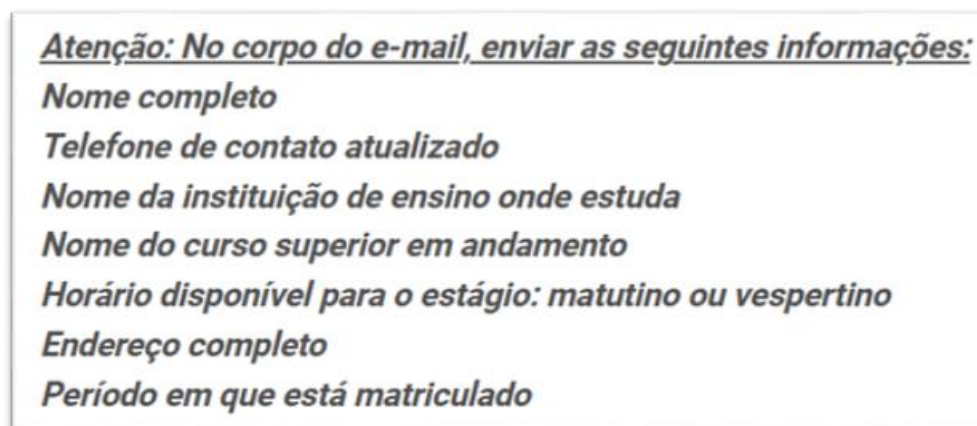 Atenção: No corpo do e-mail, enviar as seguintes informações:
Nome completo
Telefone de contato atualizado
Nome da instituição de ensino onde estuda
Nome do curso superior em andamento
Horário disponível para o estágio: matutino ou vespertino
Endereço completo
Período em que está matriculado